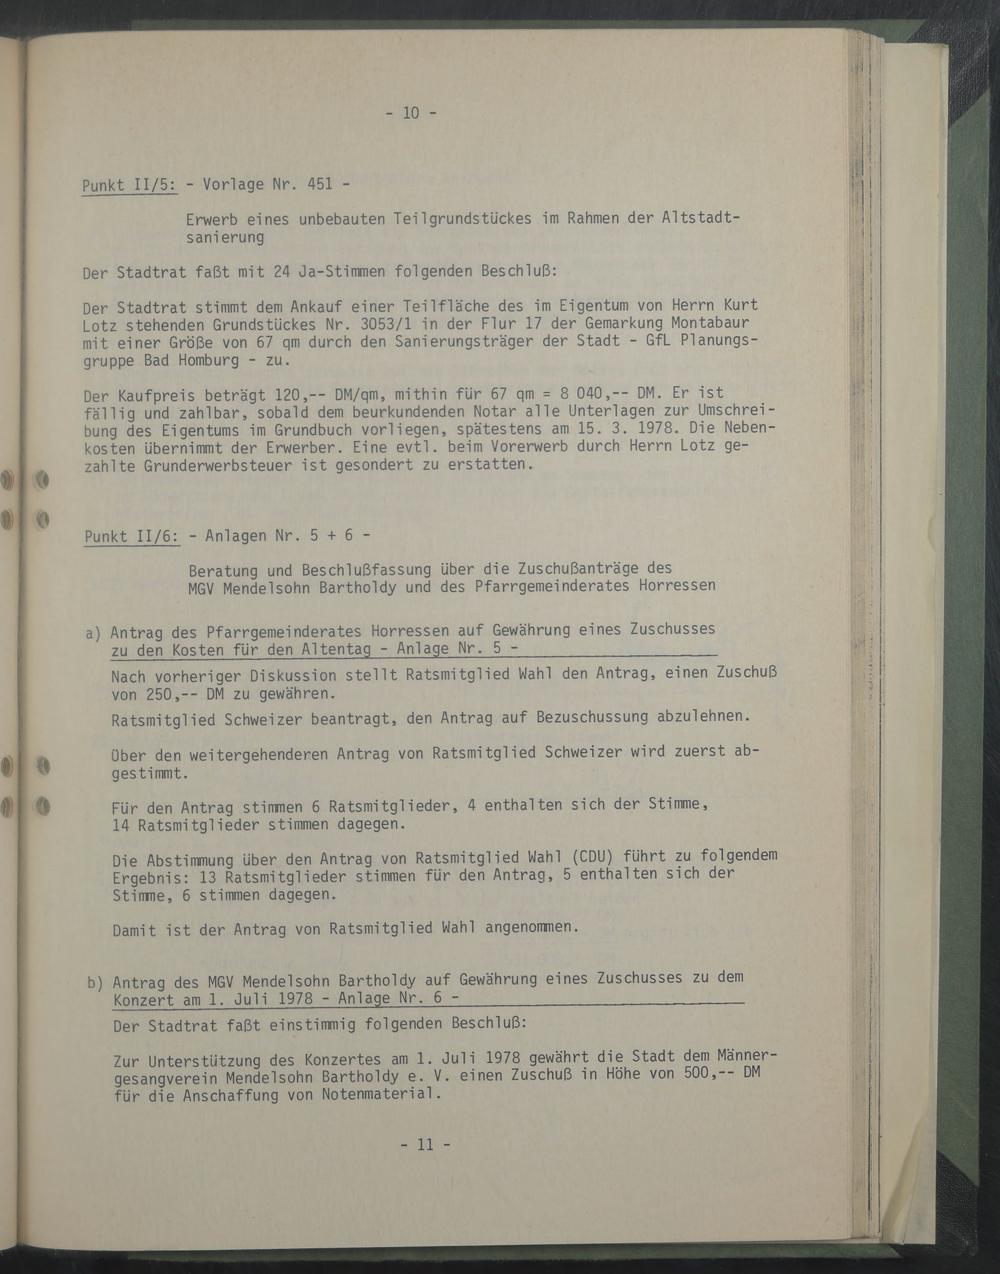 - 10 -
Punkt II/5: - Vorlage Nr. 451 -
Erwerb eines unbebauten Teilgrundstückes im Rahmen der Altstadt-
sanierung
Der Stadtrat faßt mit 24 Ja-Stimmen folgenden Beschluß:
Der Stadtrat stimmt dem Ankauf einer Teilfläche des im Eigentum von Herrn Kurt
Lotz stehenden Grundstückes Nr. 3053/1 in der Flur 17 der Gemarkung Montabaur
mit einer Größe von 67 qm durch den Sanierungsträger der Stadt - GfL Planungs-
gruppe Bad Homburg - zu.
Der Kaufpreis beträgt 120,-- DM/qm, mithin für 67 qm = 8 040,-- DM. Er ist
fällig und zahlbar, sobald dem beurkundenden Notar alle Unterlagen zur Umschrei-
bung des Eigentums im Grundbuch vorliegen, spätestens am 15. 3. 1978. Die Neben-
kosten übernimmt der Erwerber. Eine evtl. beim Vorerwerb durch Herrn Lotz ge-
zahlte Grunderwerbsteuer ist gesondert zu erstatten.
Punkt II/6: - Anlagen Nr. 5 + 6 -
Beratung und Beschlußfassung über die Zuschußanträge des
MGV Mendelsohn Bartholdy und des Pfarrgemeinderates Horressen
a) Antrag des Pfarrgemeinderates Horressen auf Gewährung eines Zuschusses
zu den Kosten für den Altentag - Anlage Nr. 5 -
Nach vorheriger Diskussion stellt Ratsmitglied Wahl den Antrag, einen Zuschuß
von 250,-- DM zu gewähren.
Ratsmitglied Schweizer beantragt, den Antrag auf Bezuschussung abzulehnen.
Über den weitergehenderen Antrag von Ratsmitglied Schweizer wird zuerst ab-
gestimmt.
Für den Antrag stimmen 6 Ratsmitglieder, 4 enthalten sich der Stimme,
14 Ratsmitglieder stimmen dagegen.
Die Abstimmung über den Antrag von Ratsmitglied Wahl (CDU) führt zu folgendem
Ergebnis: 13 Ratsmitglieder stimmen für den Antrag, 5 enthalten sich der
Stimme, 6 stimmen dagegen.
Damit ist der Antrag von Ratsmitglied Wahl angenommen.
b) Antrag des MGV Mendelsohn Bartholdy auf Gewährung eines Zuschusses zu dem
Konzert am 1. Juli 1978 - Anlage Nr. 6 -
Der Stadtrat faßt einstimmig folgenden Beschluß:
Zur Unterstützung des Konzertes am 1. Juli 1978 gewährt die Stadt dem Männer-
gesangverein Mendelsohn Bartholdy e. V. einen Zuschuß in Höhe von 500,-- DM
für die Anschaffung von Notenmaterial.
- 11 -